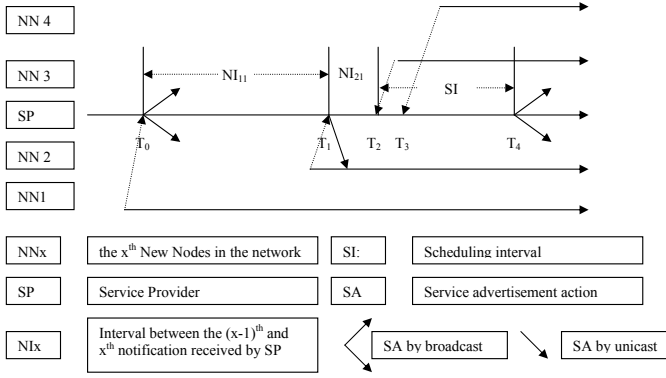 NN 4
NN 3
NI₁₁
NI₂₁
SI
SP
T₀
T₁
T₂
T₃
T₄
NN 2
NN1
NNx
the xᵗʰ New Nodes in the network
SI:
Scheduling interval
SP
Service Provider
SA
Service advertisement action
NIx
Interval between the (x-1)ᵗʰ and
xᵗʰ notification received by SP
SA by broadcast
SA by unicast